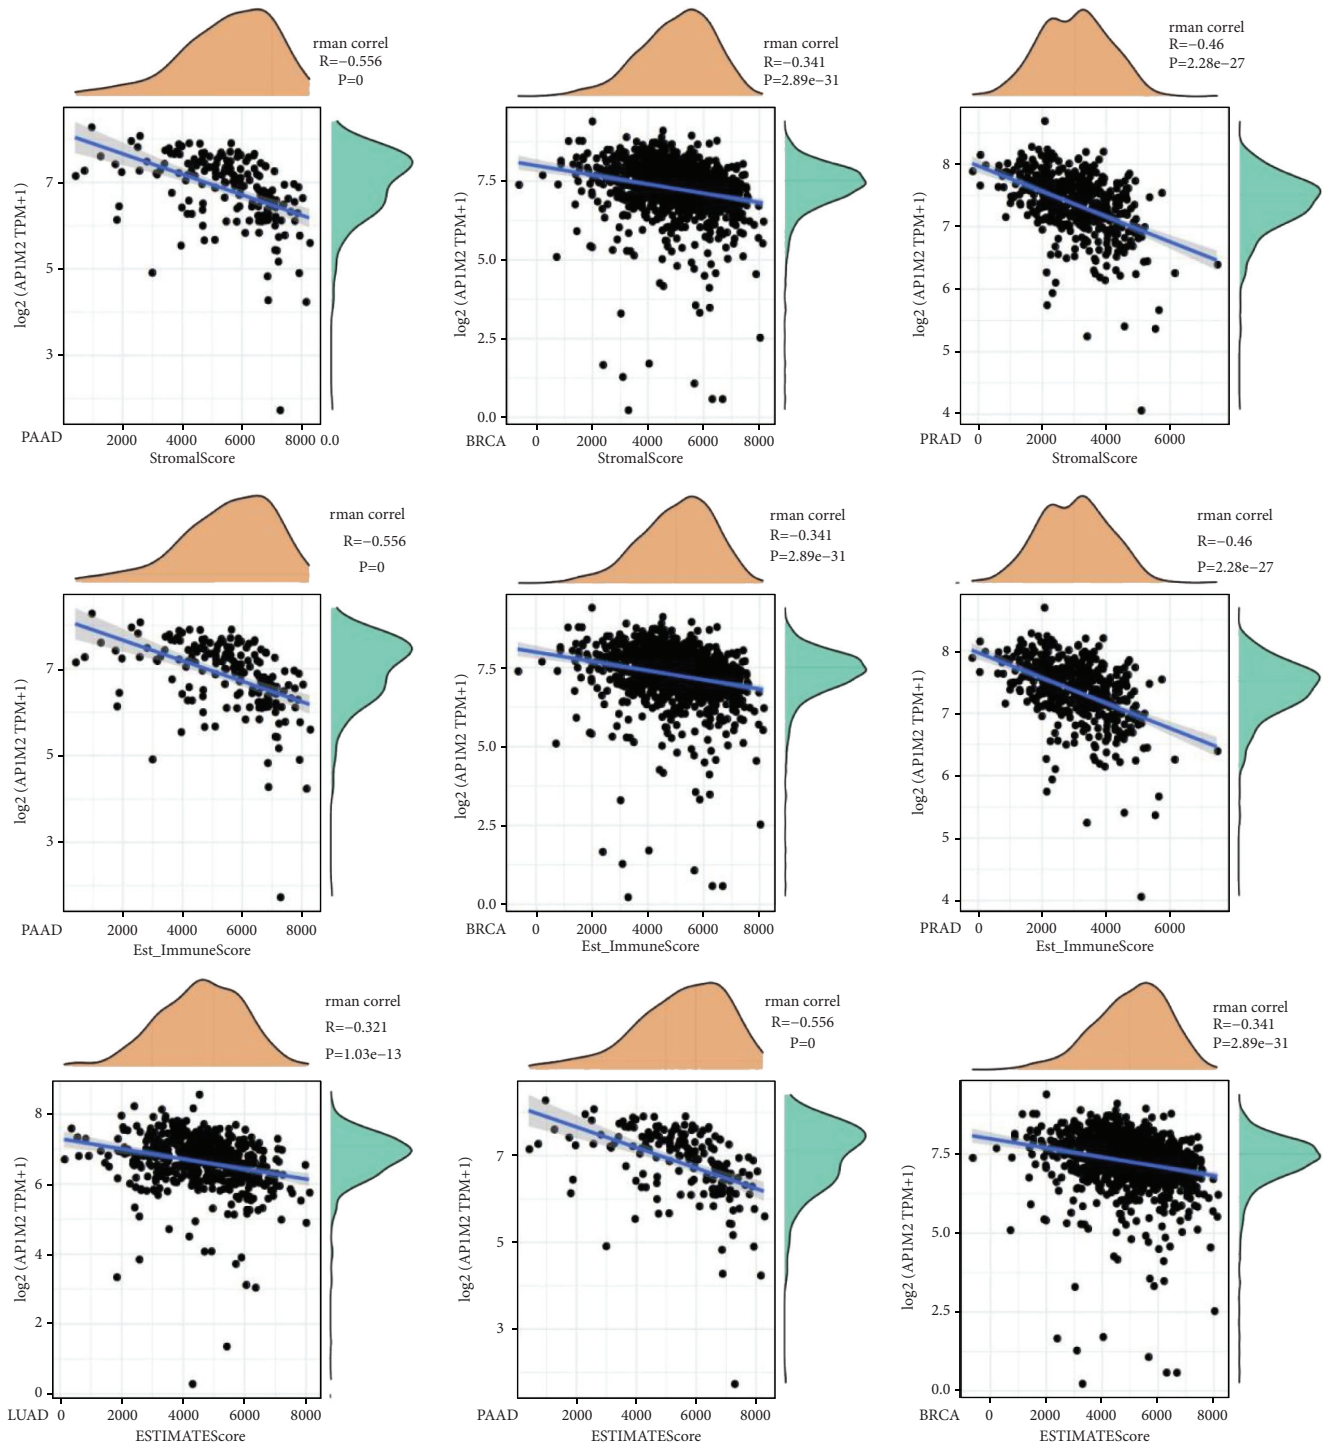 rman correl
R=−0.556
P=0
log2 (AP1M2 TPM+1)
7
5
3
PAAD
2000 4000 6000 8000 0.0
StromalScore
rman correl
R=−0.341
P=2.89e−31
log2 (AP1M2 TPM+1)
7.5
5.0
2.5
0.0
BRCA
0 2000 4000 6000 8000
StromalScore
rman correl
R=−0.46
P=2.28e−27
log2 (AP1M2 TPM+1)
8
7
6
5
4
PRAD
0 2000 4000 6000
StromalScore
rman correl
R=−0.556
P=0
log2 (AP1M2 TPM+1)
7
5
3
PAAD
2000 4000 6000 8000
Est_ImmuneScore
rman correl
R=−0.341
P=2.89e−31
log2 (AP1M2 TPM+1)
7.5
5.0
2.5
0.0
BRCA
0 2000 4000 6000 8000
Est_ImmuneScore
rman correl
R=−0.46
P=2.28e−27
log2 (AP1M2 TPM+1)
8
7
6
5
4
PRAD
0 2000 4000 6000
Est_ImmuneScore
rman correl
R=−0.321
P=1.03e−13
log2 (AP1M2 TPM+1)
8
6
4
2
0
LUAD
0 2000 4000 6000 8000
ESTIMATEScore
rman correl
R=−0.556
P=0
log2 (AP1M2 TPM+1)
7
5
3
PAAD
2000 4000 6000 8000
ESTIMATEScore
rman correl
R=−0.341
P=2.89e−31
log2 (AP1M2 TPM+1)
7.5
5.0
2.5
0.0
BRCA
0 2000 4000 6000 8000
ESTIMATEScore